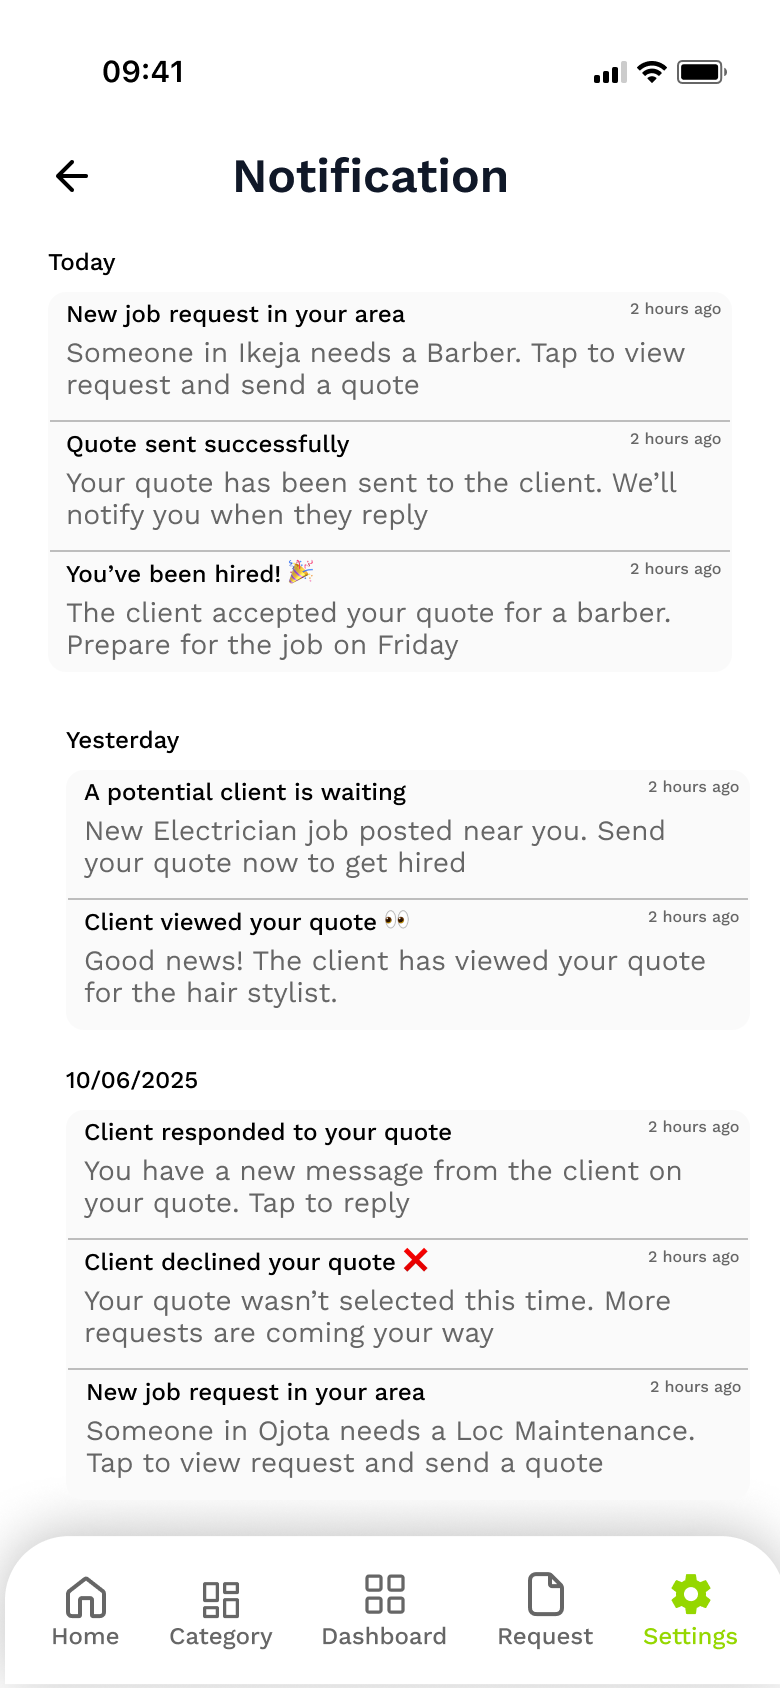 09:41
Notification
Today
New job request in your area
2 hours ago
Someone in Ikeja needs a Barber. Tap to view
request and send a quote
Quote sent successfully
2 hours ago
Your quote has been sent to the client. We’ll
notify you when they reply
You’ve been hired! 🎉
2 hours ago
The client accepted your quote for a barber.
Prepare for the job on Friday
Yesterday
A potential client is waiting
2 hours ago
New Electrician job posted near you. Send
your quote now to get hired
Client viewed your quote 👀
2 hours ago
Good news! The client has viewed your quote
for the hair stylist.
10/06/2025
Client responded to your quote
2 hours ago
You have a new message from the client on
your quote. Tap to reply
Client declined your quote ❌
2 hours ago
Your quote wasn’t selected this time. More
requests are coming your way
New job request in your area
2 hours ago
Someone in Ojota needs a Loc Maintenance.
Tap to view request and send a quote
Home
Category
Dashboard
Request
Settings